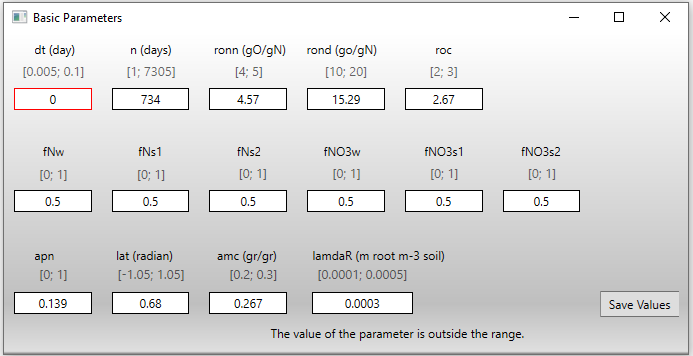 Basic Parameters
dt (day) n (days) ronn (gO/gN) rond (go/gN) roc
[0.005; 0.1] [1; 7305] [4; 5] [10; 20] [2; 3]
0 734 4.57 15.29 2.67
fNw fNs1 fNs2 fNO3w fNO3s1 fNO3s2
[0; 1] [0; 1] [0; 1] [0; 1] [0; 1] [0; 1]
0.5 0.5 0.5 0.5 0.5 0.5
apn lat (radian) amc (gr/gr) lamdaR (m root m-3 soil)
[0; 1] [-1.05; 1.05] [0.2; 0.3] [0.0001; 0.0005]
0.139 0.68 0.267 0.0003 Save Values
The value of the parameter is outside the range.